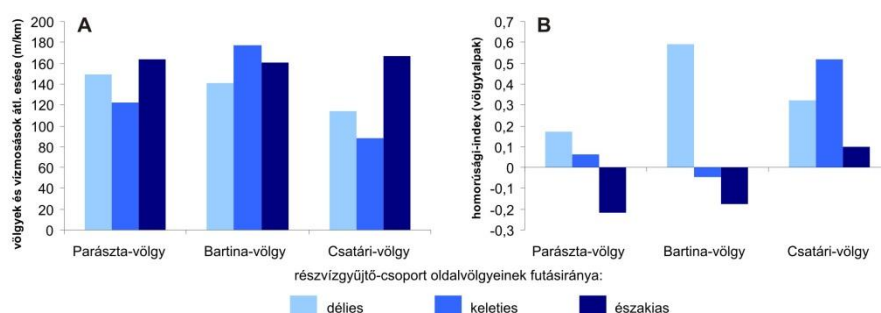 A
völgyek és vízmosások átl. esése (m/km)
200
180
160
140
120
100
80
60
40
20
0
Parászta-völgy Bartina-völgy Csatári-völgy
B
homorúsági-index (völgytalpak)
0,7
0,6
0,5
0,4
0,3
0,2
0,1
0
-0,1
-0,2
-0,3
Parászta-völgy Bartina-völgy Csatári-völgy
részvízgyűjtő-csoport oldalvölgyeinek futásiránya:
délies keleties északias